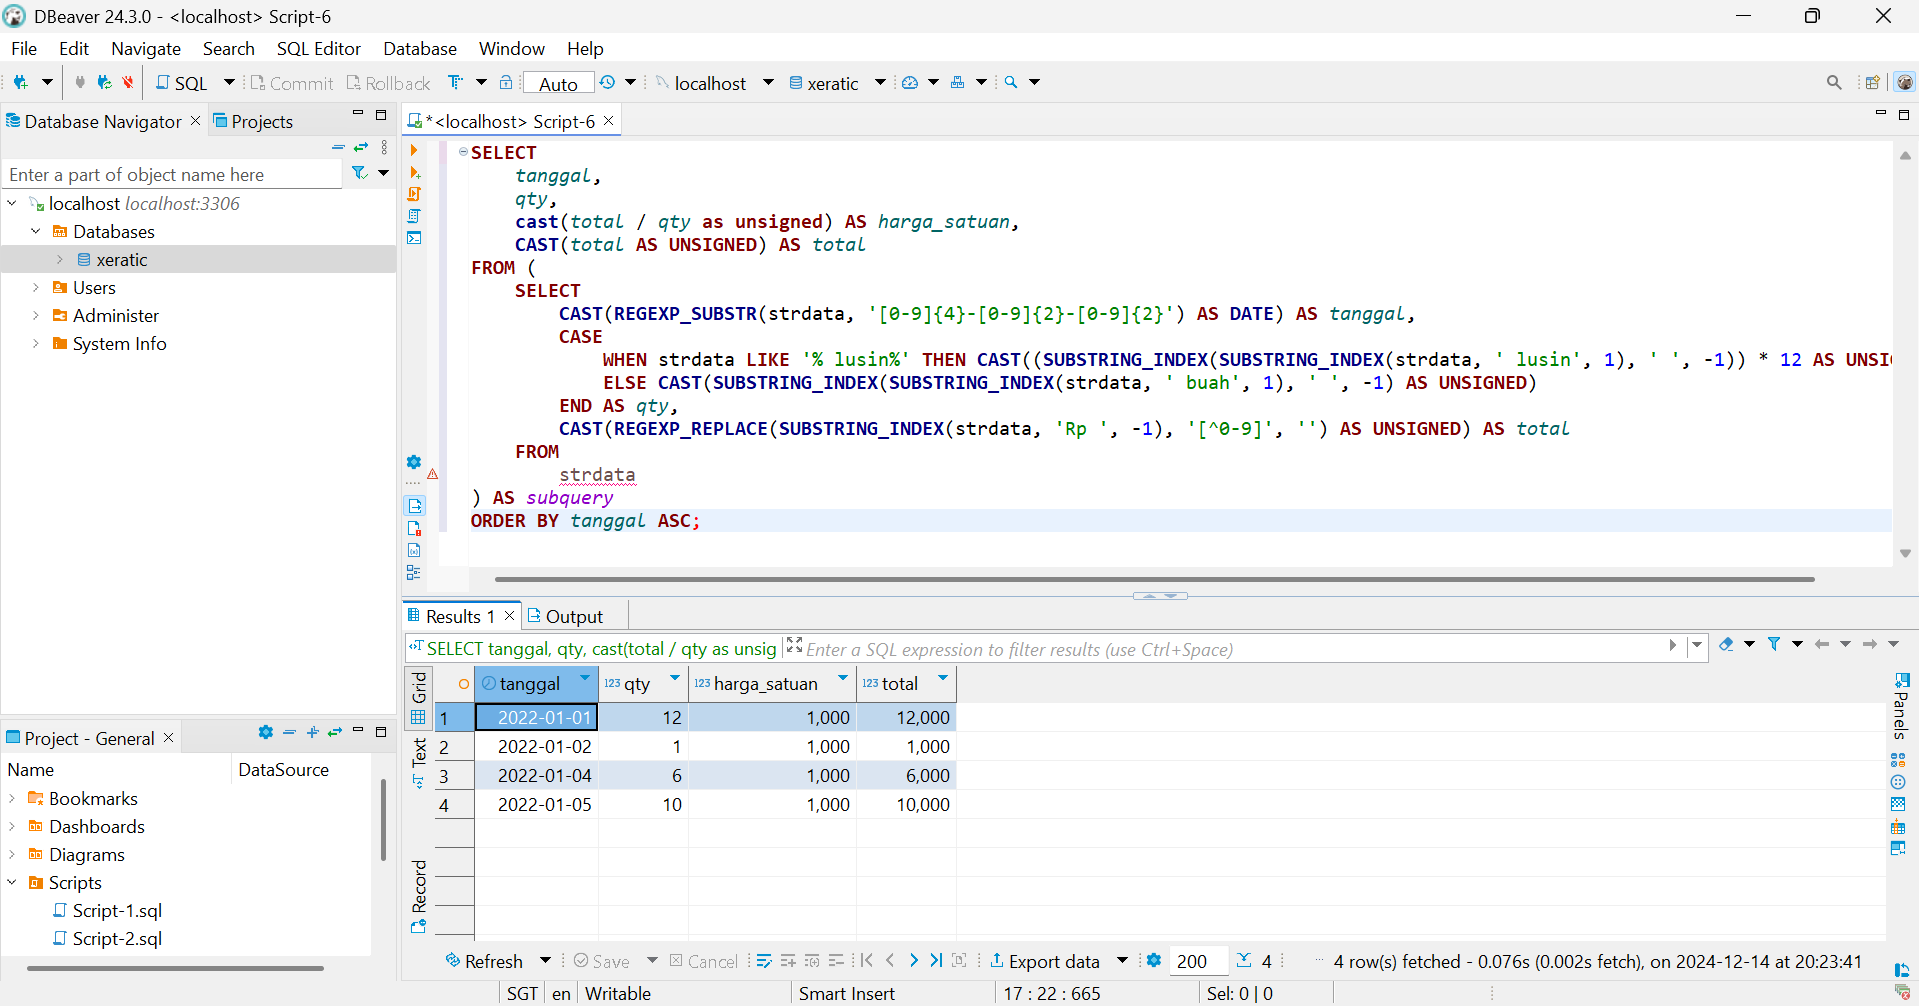 DBeaver 24.3.0 - <localhost> Script-6
File Edit Navigate Search SQL Editor Database Window Help
SQL Commit Rollback Auto localhost xeratic
Database Navigator Projects
Enter a part of object name here
localhost localhost:3306
Databases
xeratic
Users
Administer
System Info
*<localhost> Script-6
SELECT
tanggal,
qty,
cast(total / qty as unsigned) AS harga_satuan,
CAST(total AS UNSIGNED) AS total
FROM (
SELECT
CAST(REGEXP_SUBSTR(strdata, '[0-9]{4}-[0-9]{2}-[0-9]{2}') AS DATE) AS tanggal,
CASE
WHEN strdata LIKE '% lusin%' THEN CAST((SUBSTRING_INDEX(SUBSTRING_INDEX(strdata, ' lusin', 1), ' ', -1)) * 12 AS UNSI
ELSE CAST(SUBSTRING_INDEX(SUBSTRING_INDEX(strdata, ' buah', 1), ' ', -1) AS UNSIGNED)
END AS qty,
CAST(REGEXP_REPLACE(SUBSTRING_INDEX(strdata, 'Rp ', -1), '[^0-9]', '') AS UNSIGNED) AS total
FROM
strdata
) AS subquery
ORDER BY tanggal ASC;
Project - General
Name DataSource
Bookmarks
Dashboards
Diagrams
Scripts
Script-1.sql
Script-2.sql
Results 1 Output
SELECT tanggal, qty, cast(total / qty as unsig Enter a SQL expression to filter results (use Ctrl+Space)
Grid
Text
Record
tanggal 123 qty 123 harga_satuan 123 total
1 2022-01-01 12 1,000 12,000
2 2022-01-02 1 1,000 1,000
3 2022-01-04 6 1,000 6,000
4 2022-01-05 10 1,000 10,000
Panels
Refresh Save Cancel Export data 200 4 4 row(s) fetched - 0.076s (0.002s fetch), on 2024-12-14 at 20:23:41
SGT en Writable Smart Insert 17 : 22 : 665 Sel: 0 | 0